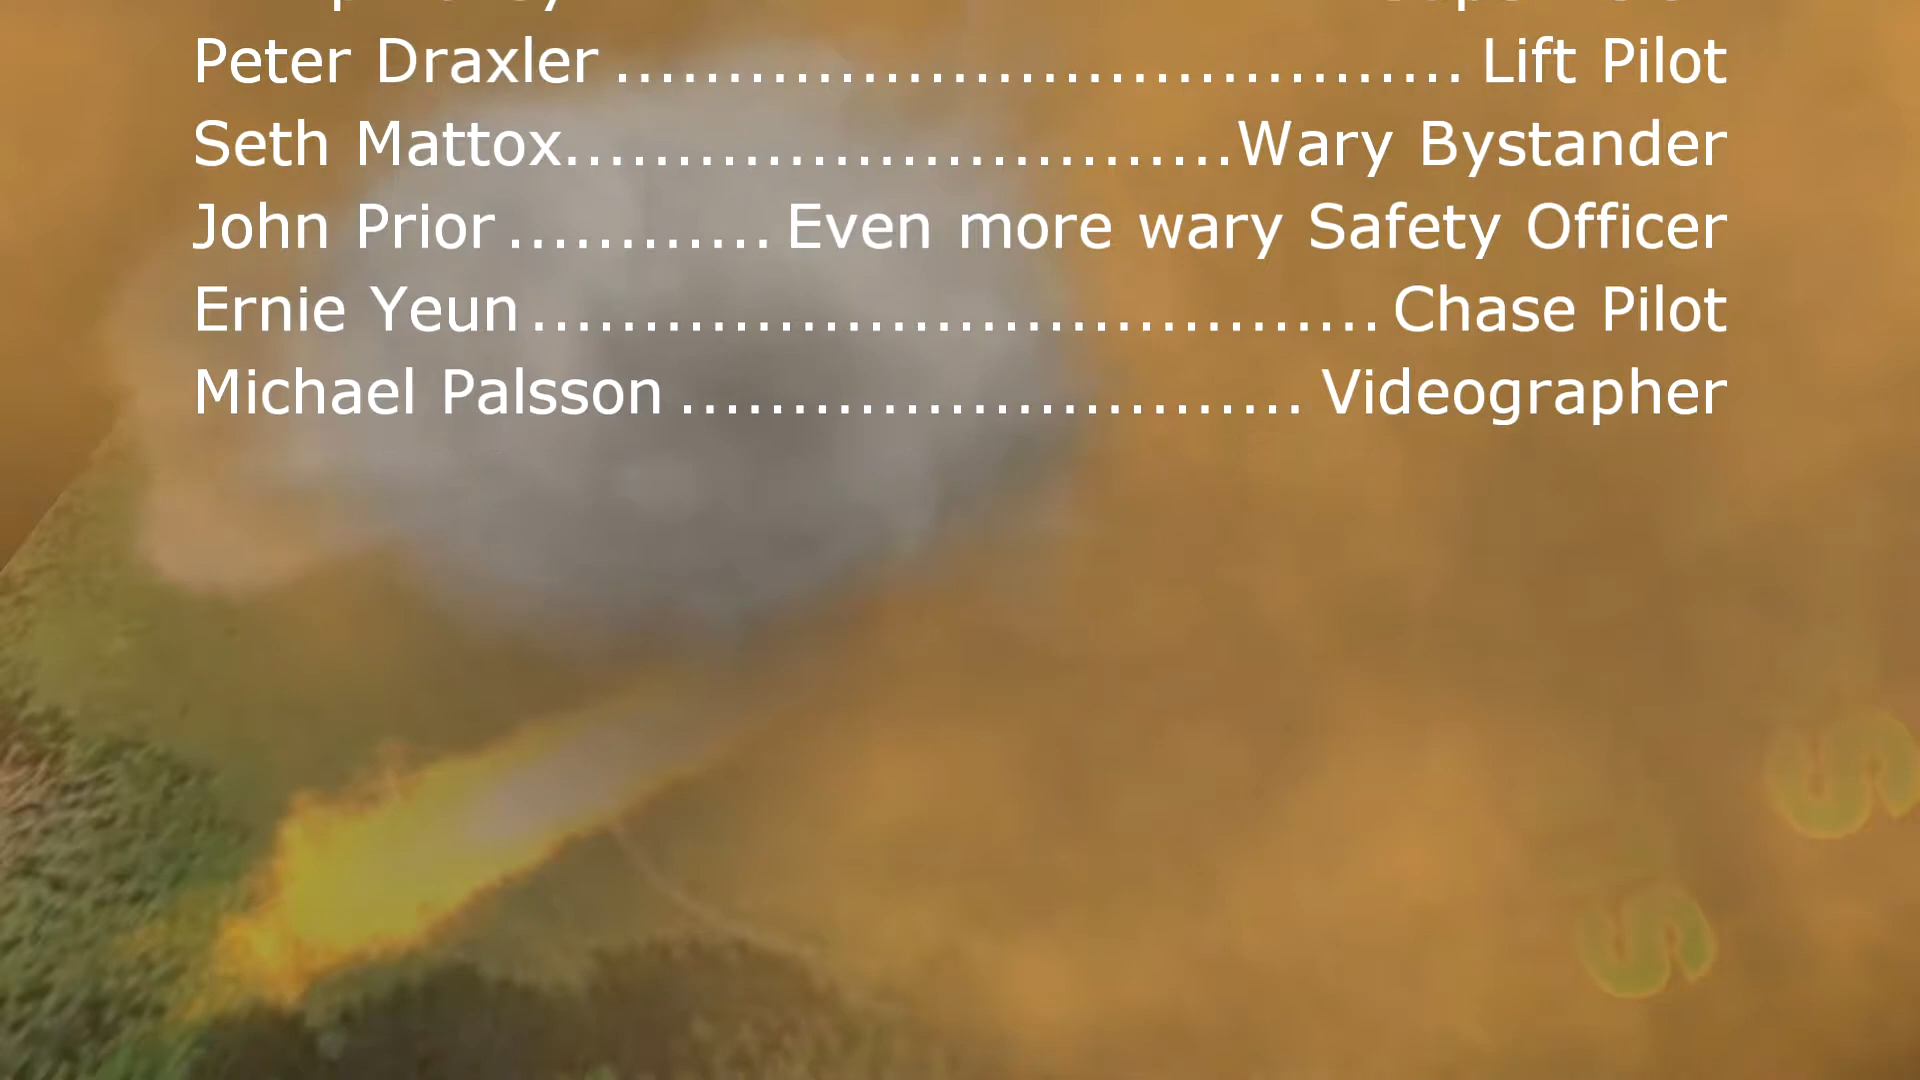 Peter Draxler ...................................... Lift Pilot
Seth Mattox..............................Wary Bystander
John Prior ............ Even more wary Safety Officer
Ernie Yeun ...................................... Chase Pilot
Michael Palsson ............................ Videographer